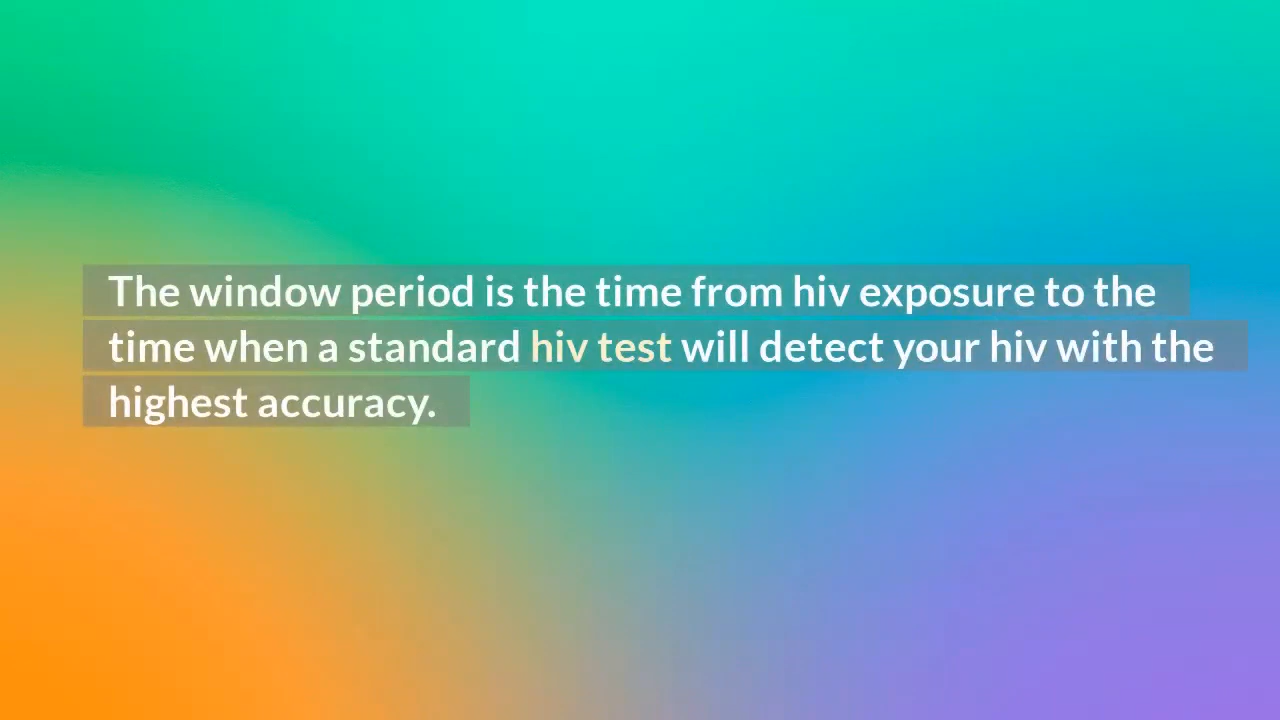 The window period is the time from hiv exposure to the
time when a standard hiv test will detect your hiv with the
highest accuracy.